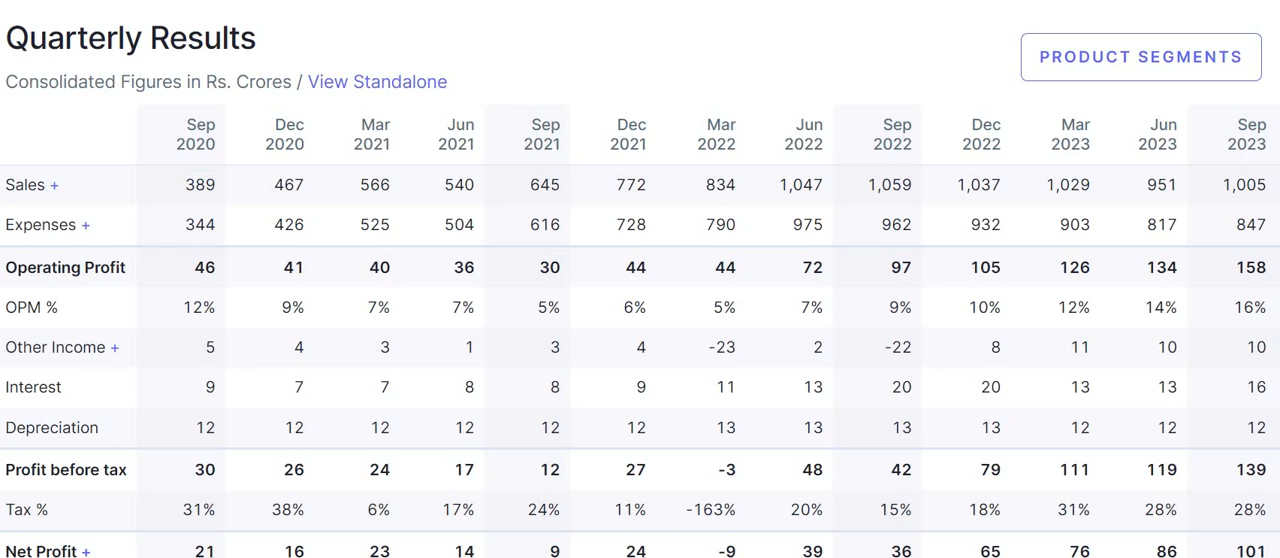 Quarterly Results
PRODUCT SEGMENTS
Consolidated Figures in Rs. Crores / View Standalone
Sep 2020 Dec 2020 Mar 2021 Jun 2021 Sep 2021 Dec 2021 Mar 2022 Jun 2022 Sep 2022 Dec 2022 Mar 2023 Jun 2023 Sep 2023
Sales + 389 467 566 540 645 772 834 1,047 1,059 1,037 1,029 951 1,005
Expenses + 344 426 525 504 616 728 790 975 962 932 903 817 847
Operating Profit 46 41 40 36 30 44 44 72 97 105 126 134 158
OPM % 12% 9% 7% 7% 5% 6% 5% 7% 9% 10% 12% 14% 16%
Other Income + 5 4 3 1 3 4 -23 2 -22 8 11 10 10
Interest 9 7 7 8 8 9 11 13 20 20 13 13 16
Depreciation 12 12 12 12 12 12 13 13 13 13 12 12 12
Profit before tax 30 26 24 17 12 27 -3 48 42 79 111 119 139
Tax % 31% 38% 6% 17% 24% 11% -163% 20% 15% 18% 31% 28% 28%
Net Profit + 21 16 23 14 9 24 -9 39 36 65 76 86 101